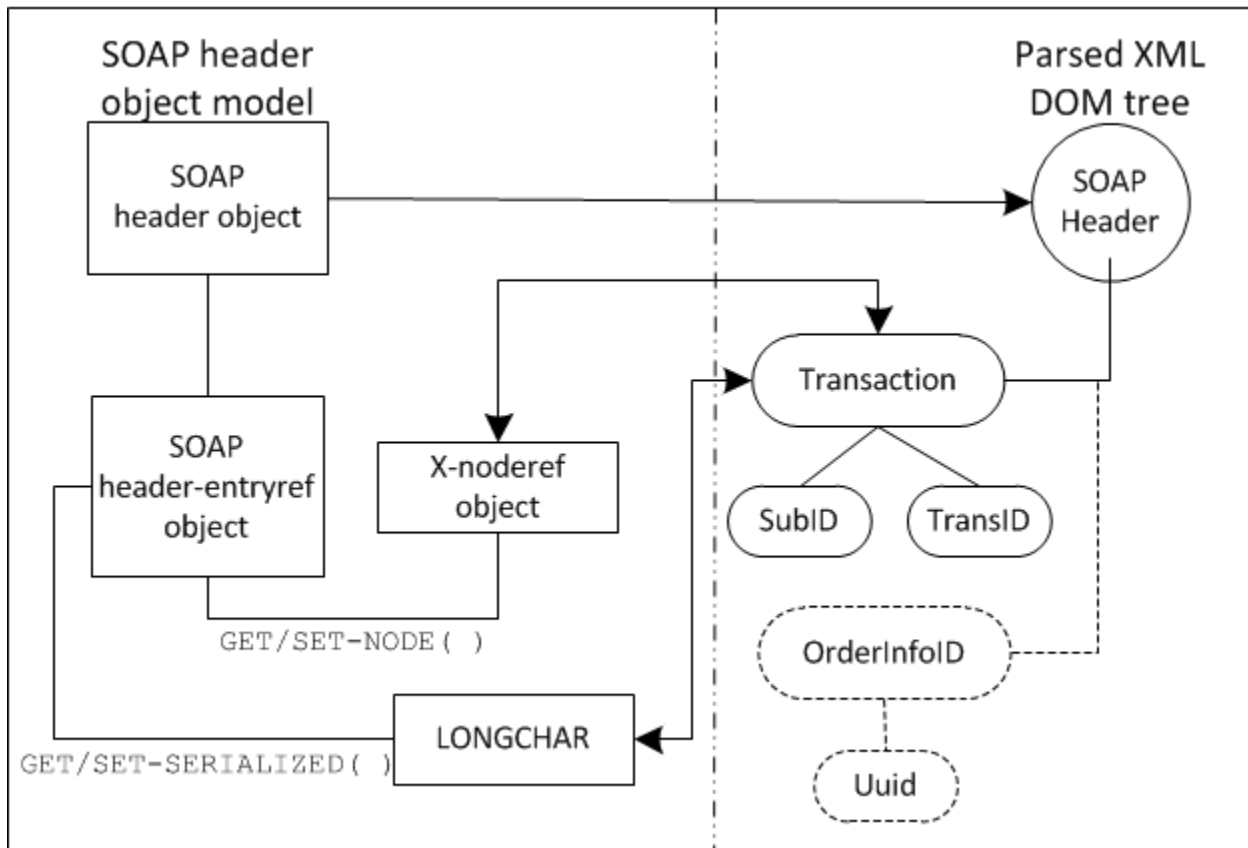 SOAP header
object model
Parsed XML
DOM tree
SOAP
header object
SOAP
Header
Transaction
SOAP
header-entryref
object
X-noderef
object
SubID
TransID
GET/SET-NODE( )
OrderInfoID
LONGCHAR
GET/SET-SERIALIZED( )
Uuid